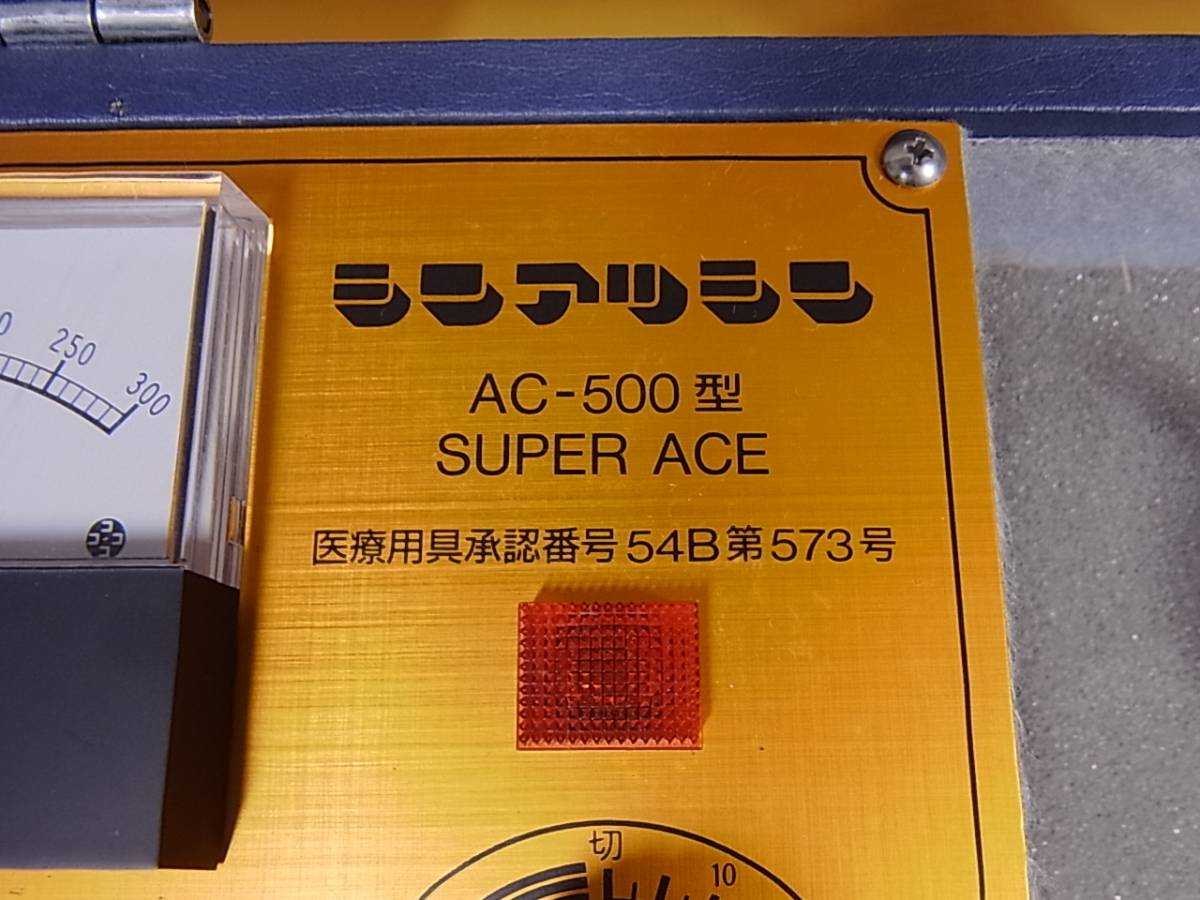 シンアツシン
AC-500型
SUPER ACE
医療用具承認番号54B第573号
250
300
切
10